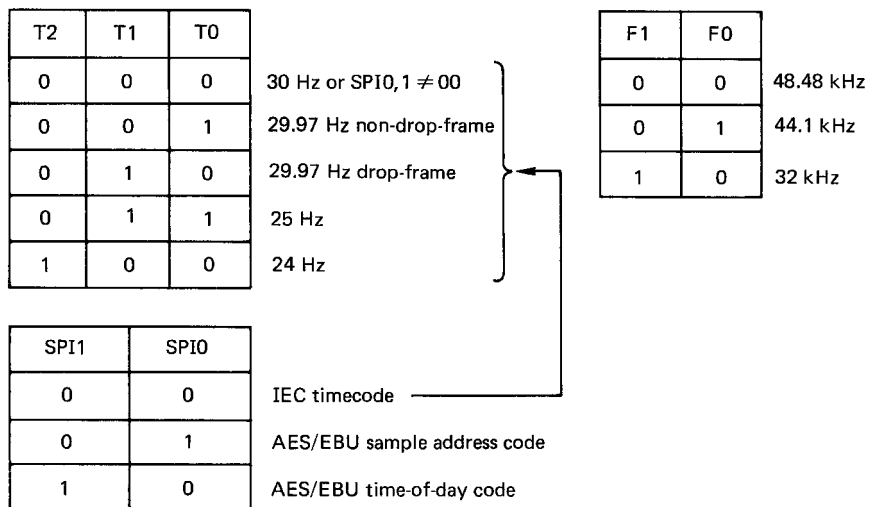 T2 T1 T0
0 0 0 30 Hz or SPI0,1 ≠ 00
0 0 1 29.97 Hz non-drop-frame
0 1 0 29.97 Hz drop-frame
0 1 1 25 Hz
1 0 0 24 Hz
F1 F0
0 0 48.48 kHz
0 1 44.1 kHz
1 0 32 kHz
SPI1 SPI0
0 0 IEC timecode
0 1 AES/EBU sample address code
1 0 AES/EBU time-of-day code